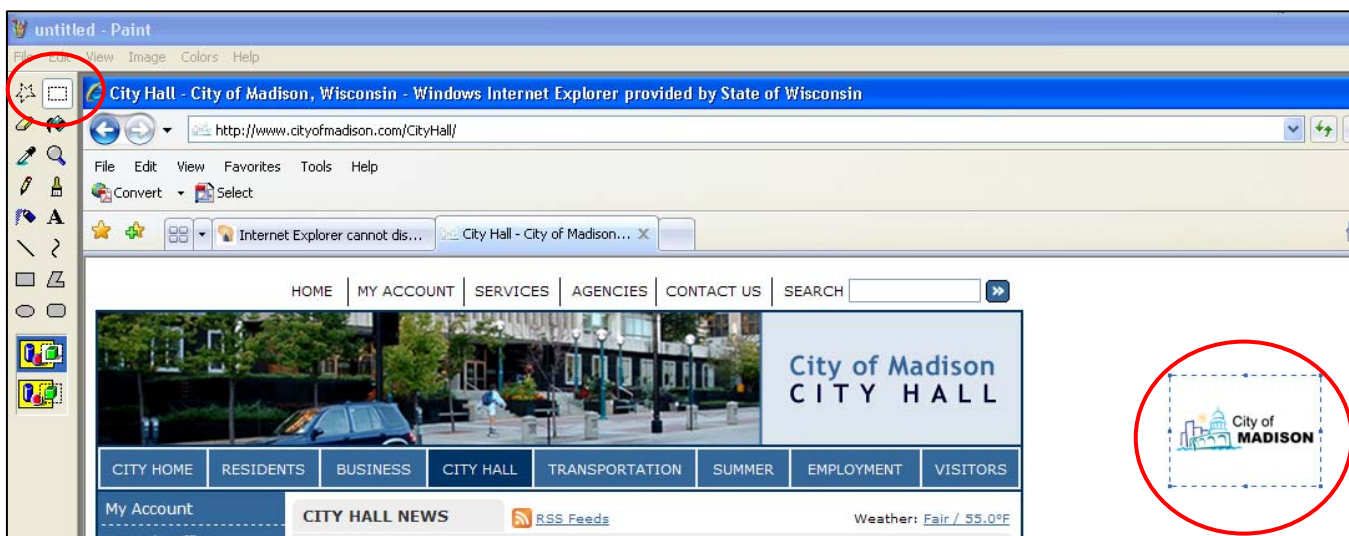 untitled - Paint
File Edit View Image Colors Help
City Hall - City of Madison, Wisconsin - Windows Internet Explorer provided by State of Wisconsin
http://www.cityofmadison.com/CityHall/
File Edit View Favorites Tools Help
Convert Select
Internet Explorer cannot dis... City Hall - City of Madison... X
HOME MY ACCOUNT SERVICES AGENCIES CONTACT US SEARCH
City of Madison
CITY HALL
City of
MADISON
CITY HOME RESIDENTS BUSINESS CITY HALL TRANSPORTATION SUMMER EMPLOYMENT VISITORS
My Account CITY HALL NEWS RSS Feeds Weather: Fair / 55.0°F